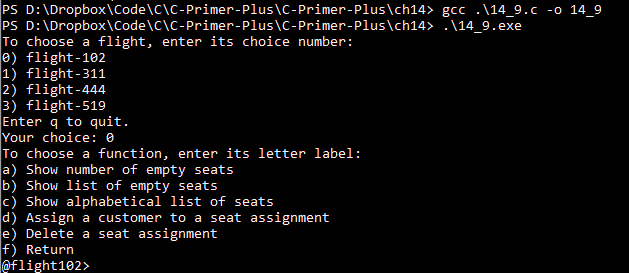 PS D:\Dropbox\Code\C\C-Primer-Plus\C-Primer-Plus\ch14> gcc .\14_9.c -o 14_9
PS D:\Dropbox\Code\C\C-Primer-Plus\C-Primer-Plus\ch14> .\14_9.exe
To choose a flight, enter its choice number:
0) flight-102
1) flight-311
2) flight-444
3) flight-519
Enter q to quit.
Your choice: 0
To choose a function, enter its letter label:
a) Show number of empty seats
b) Show list of empty seats
c) Show alphabetical list of seats
d) Assign a customer to a seat assignment
e) Delete a seat assignment
f) Return
@flight102>